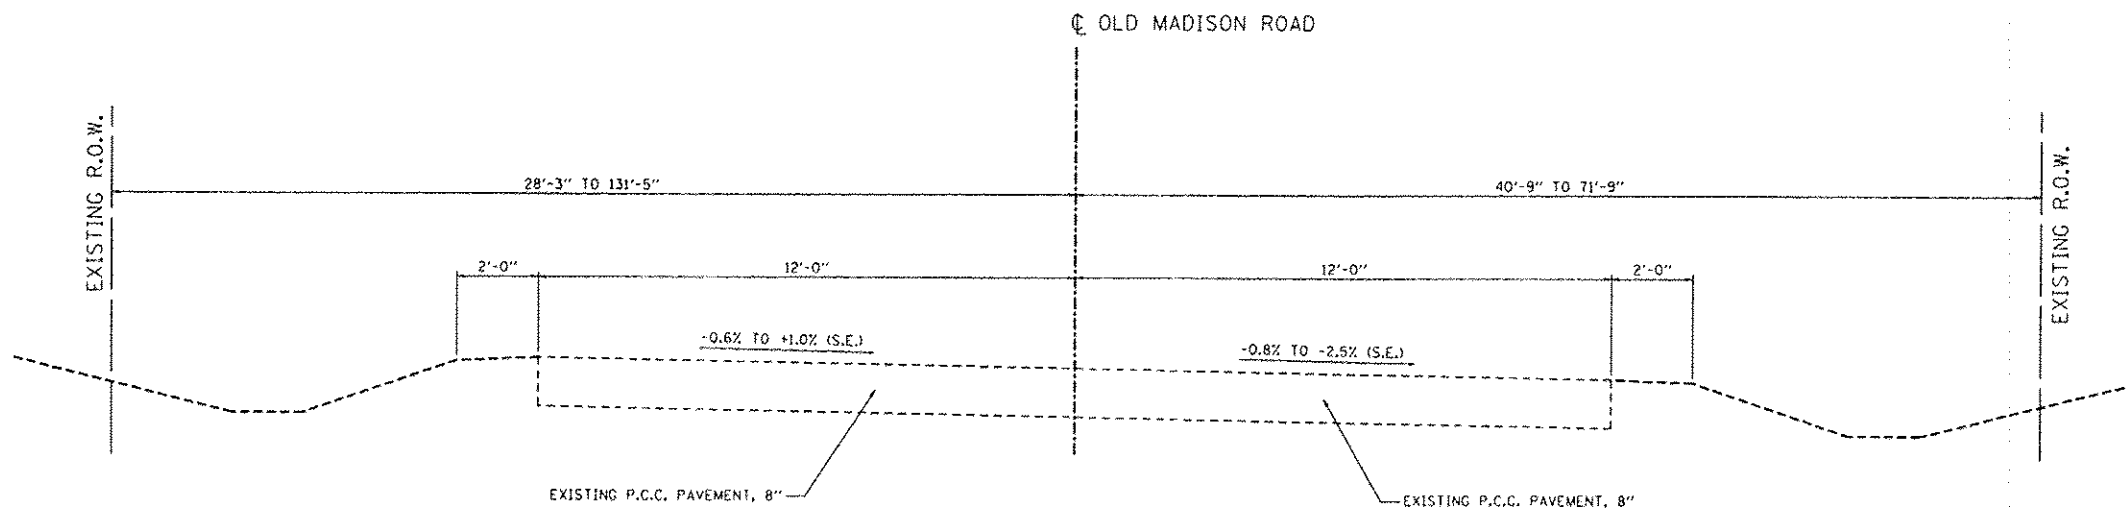 ℄ OLD MADISON ROAD
EXISTING R.O.W.
EXISTING R.O.W.
28'-3" TO 131'-5"
40'-9" TO 71'-9"
2'-0"
12'-0"
12'-0"
2'-0"
-0.6% TO +1.0% (S.E.)
-0.8% TO -2.5% (S.E.)
EXISTING P.C.C. PAVEMENT, 8"
EXISTING P.C.C. PAVEMENT, 8"